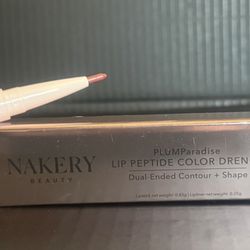 NAKERY
BEAUTY
PLUMParadise
LIP PEPTIDE COLOR DREN
Dual-Ended Contour + Shape